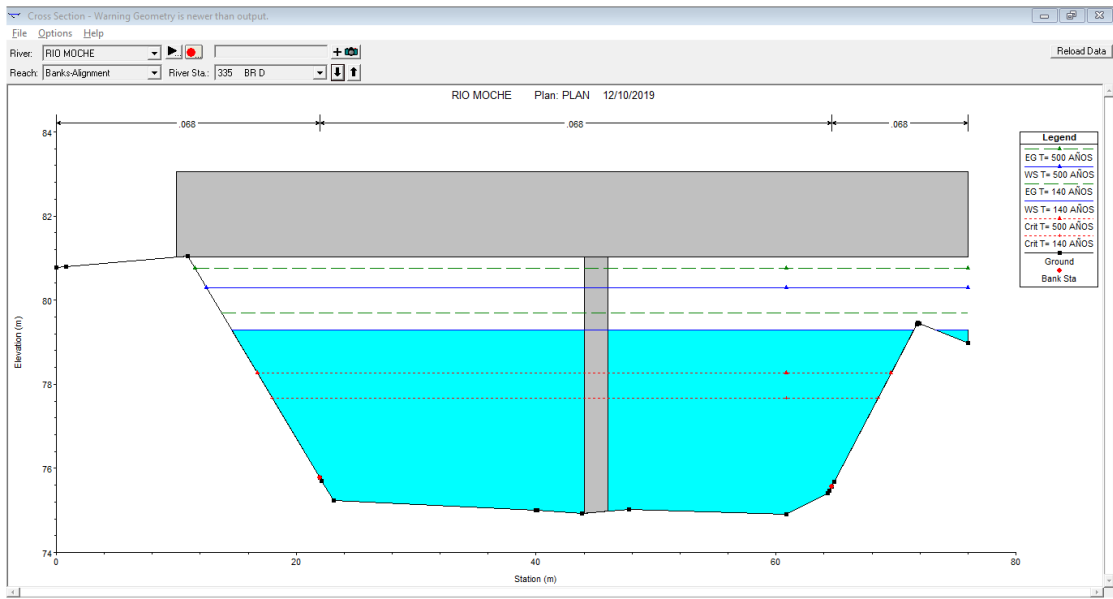 Cross Section - Warning Geometry is newer than output.
File Options Help
River: RIO MOCHE
Reload Data
Reach: Banks-Alignment River Sta.: 335 BR D
RIO MOCHE Plan: PLAN 12/10/2019
.068 .068 .068
84
82
80
78
76
74
Elevation (m)
0 20 40 60 80
Station (m)
Legend
EG T= 500 AÑOS
WS T= 500 AÑOS
EG T= 140 AÑOS
WS T= 140 AÑOS
Crit T= 500 AÑOS
Crit T= 140 AÑOS
Ground
Bank Sta